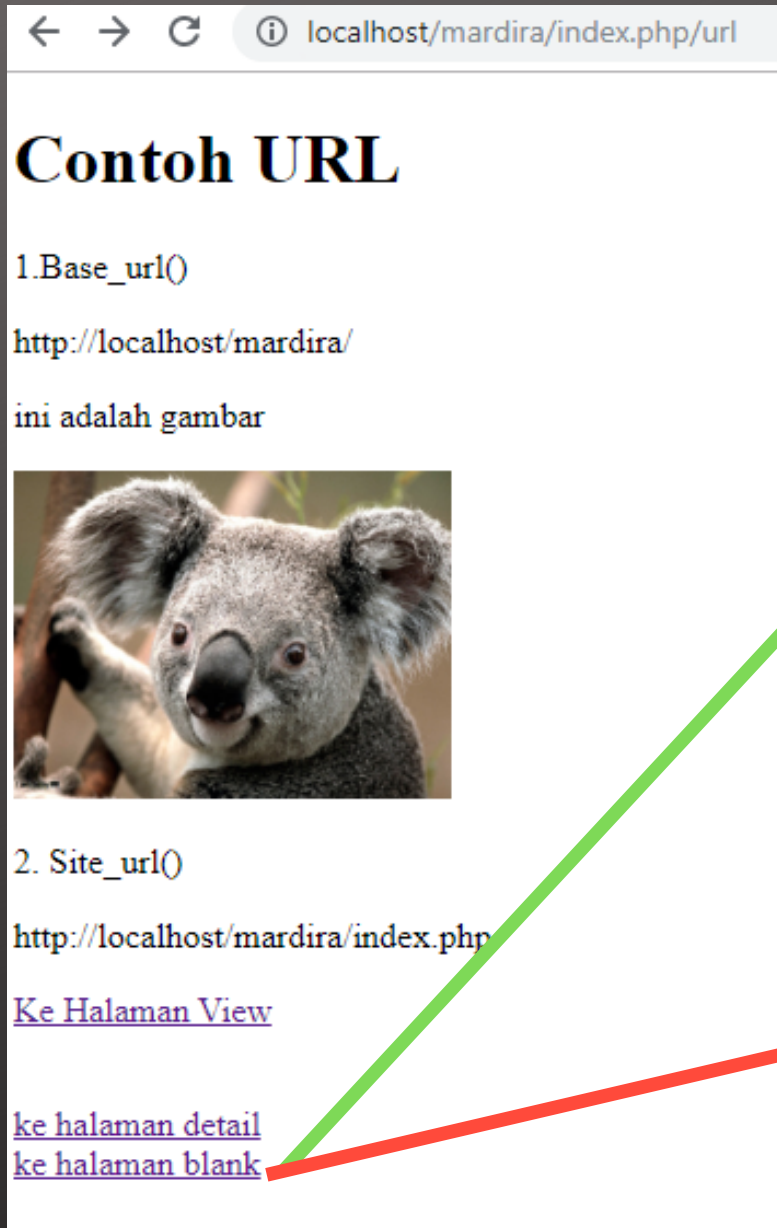 localhost/mardira/index.php/url
Contoh URL
1.Base_url()
http://localhost/mardira/
ini adalah gambar
2. Site_url()
http://localhost/mardira/index.php
Ke Halaman View
ke halaman detail
ke halaman blank